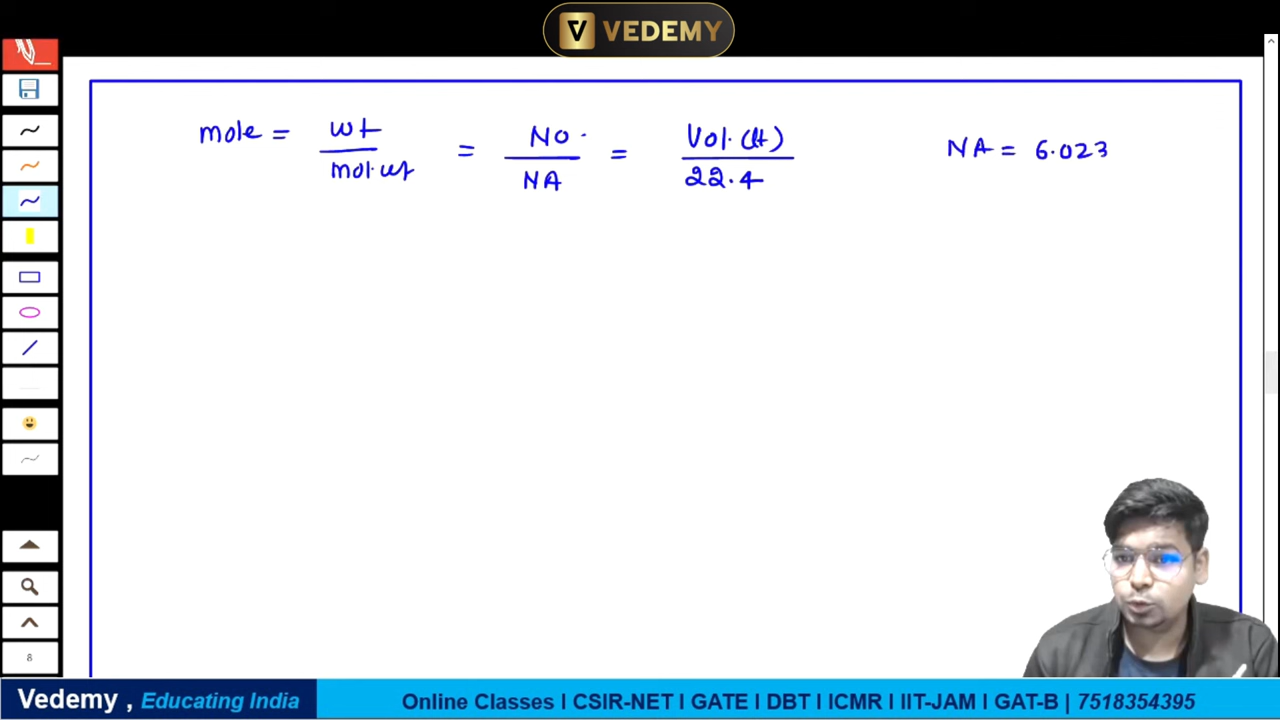 VEDEMY
mole = wt / mol.wt = No. / NA = Vol.(lt) / 22.4
NA = 6.023
8
Vedemy , Educating India
Online Classes I CSIR-NET I GATE I DBT I ICMR I IIT-JAM I GAT-B | 7518354395